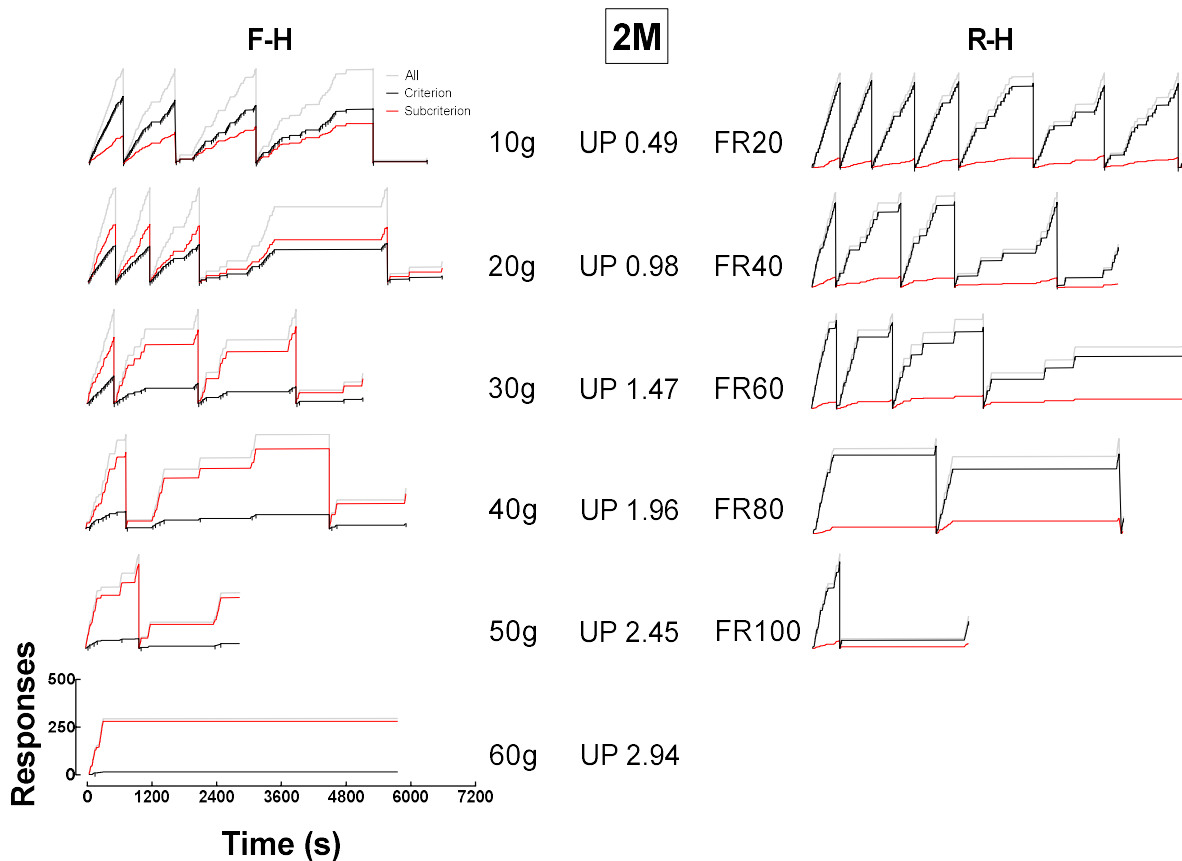 2M
F-H
R-H
All
Criterion
Subcriterion
10g UP 0.49 FR20
20g UP 0.98 FR40
30g UP 1.47 FR60
40g UP 1.96 FR80
50g UP 2.45 FR100
60g UP 2.94
Responses
500
250
0
0 1200 2400 3600 4800 6000 7200
Time (s)